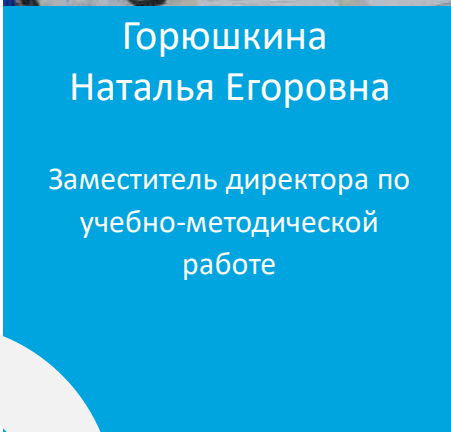 Горюшкина
Наталья Егоровна
Заместитель директора по
учебно-методической
работе